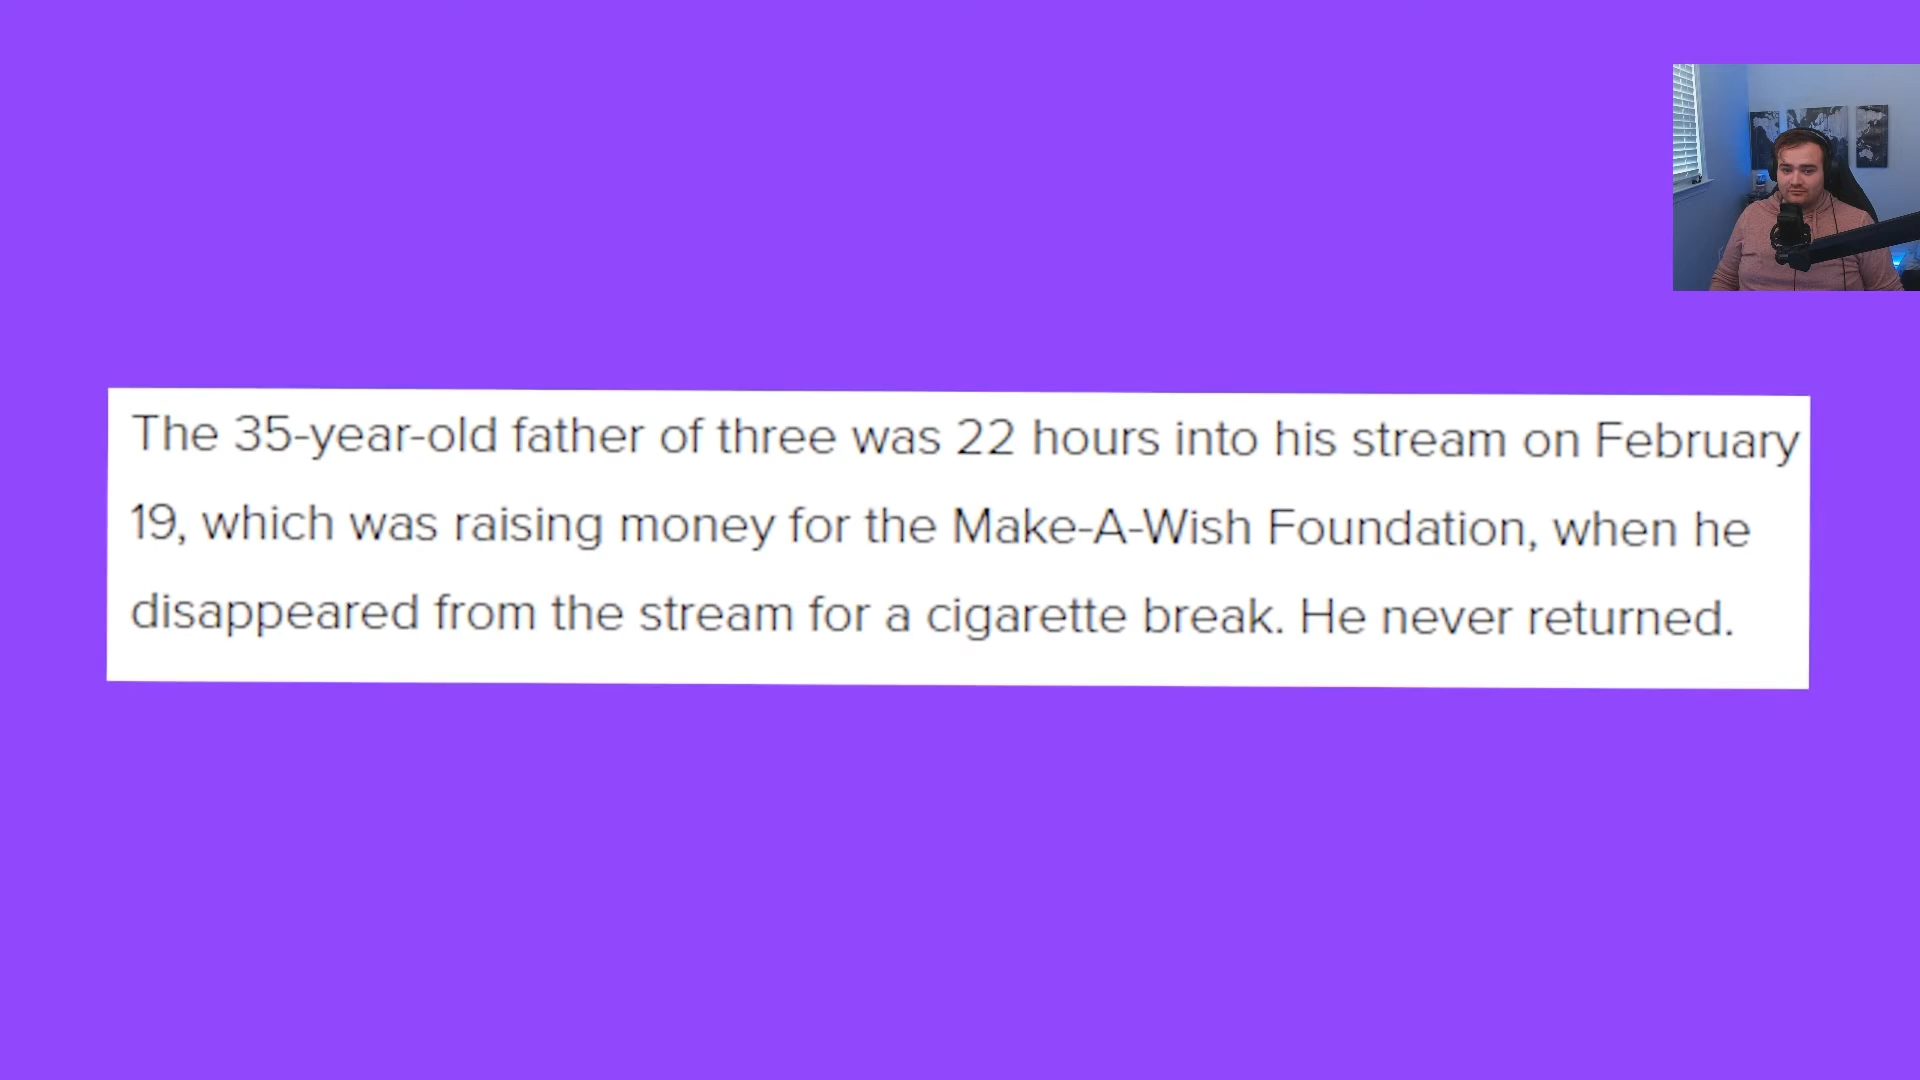 The 35-year-old father of three was 22 hours into his stream on February
19, which was raising money for the Make-A-Wish Foundation, when he
disappeared from the stream for a cigarette break. He never returned.